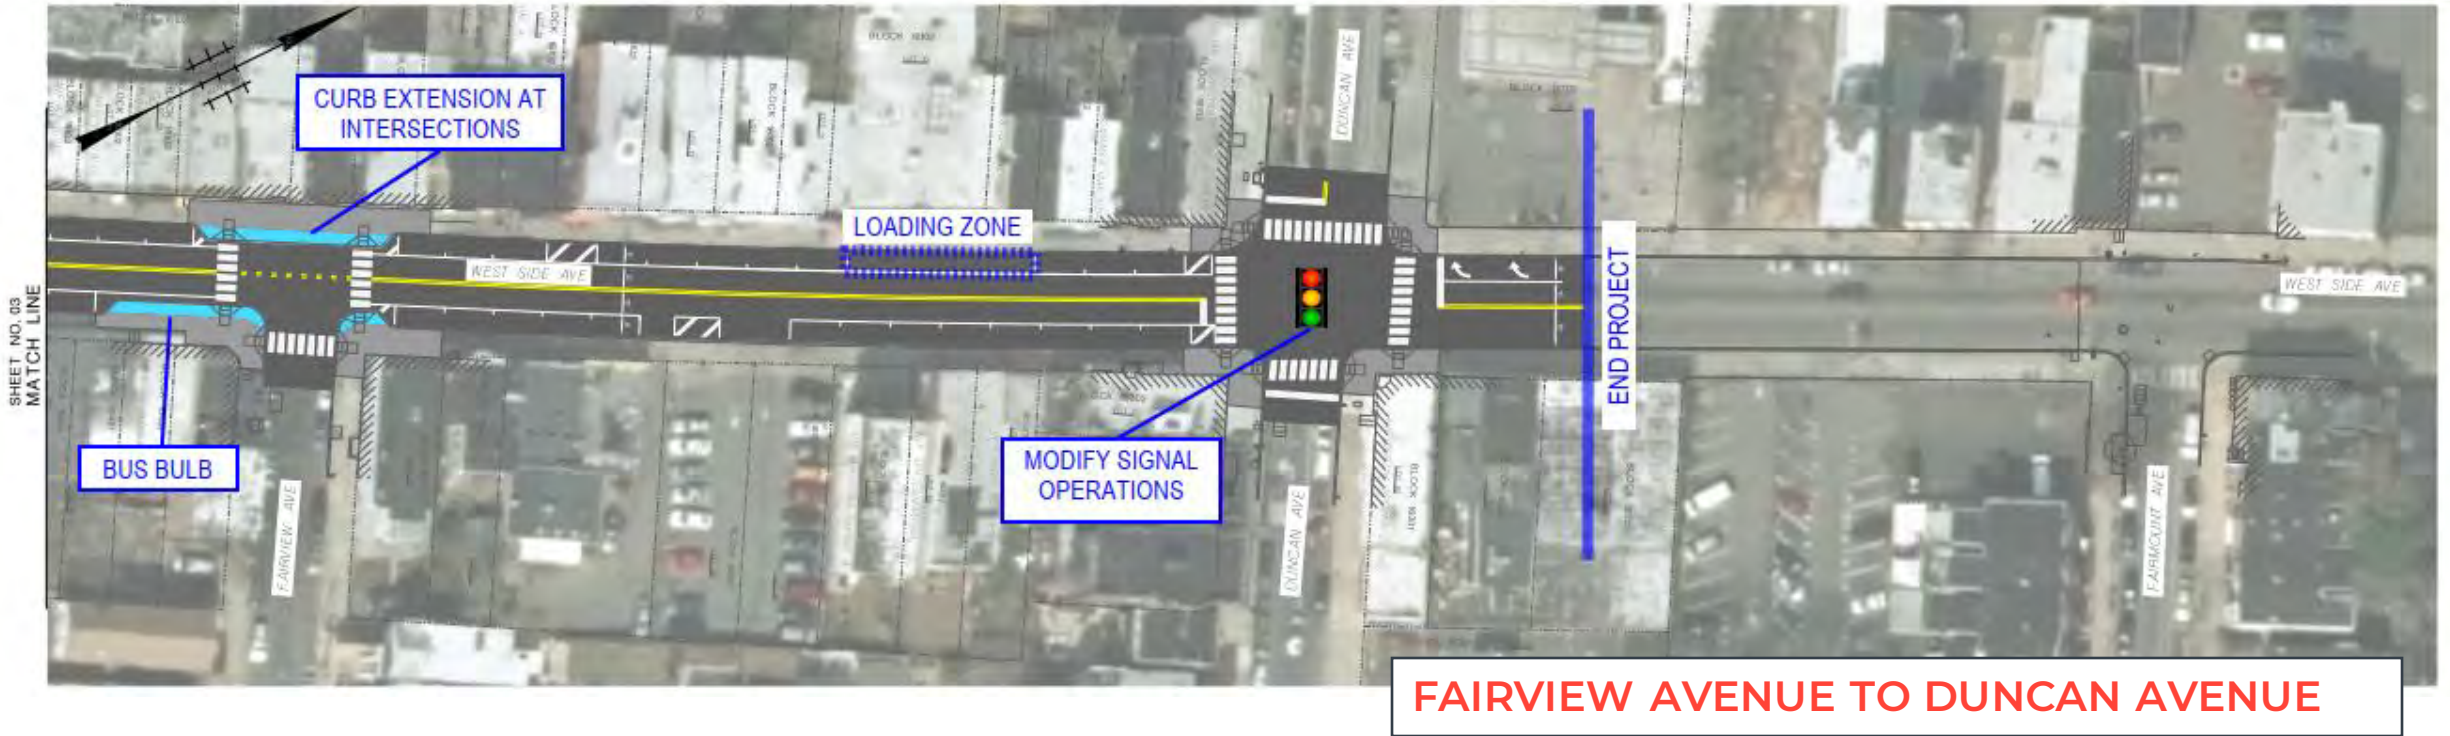 CURB EXTENSION AT
INTERSECTIONS
DUNCAN AVE
LOADING ZONE
WEST SIDE AVE
WEST SIDE AVE
SHEET NO. 03
MATCH LINE
END PROJECT
BUS BULB
MODIFY SIGNAL
OPERATIONS
FAIRVIEW AVE
DUNCAN AVE
FAIRMOUNT AVE
FAIRVIEW AVENUE TO DUNCAN AVENUE